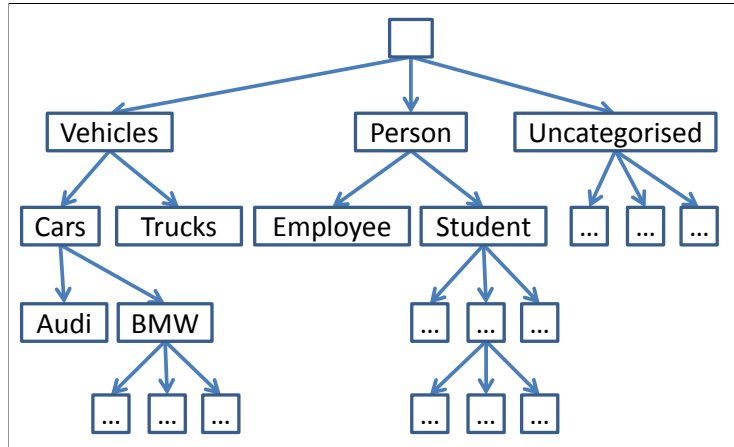 Vehicles Person Uncategorised
Cars Trucks Employee Student ... ... ...
Audi BMW ... ... ...
... ... ... ... ... ...